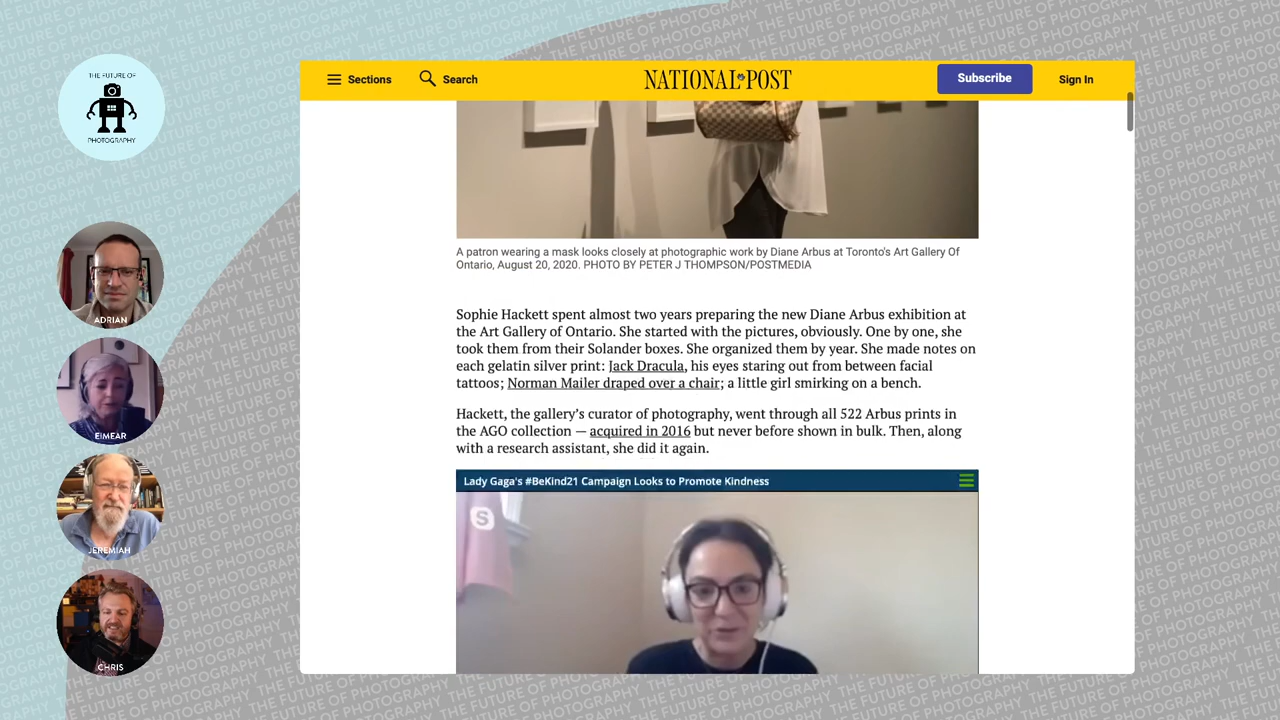 THE FUTURE OF
PHOTOGRAPHY
ADRIAN
EIMEAR
JEREMIAH
CHRIS
Sections
Search
NATIONAL POST
Subscribe
Sign In
A patron wearing a mask looks closely at photographic work by Diane Arbus at Toronto's Art Gallery Of
Ontario, August 20, 2020. PHOTO BY PETER J THOMPSON/POSTMEDIA
Sophie Hackett spent almost two years preparing the new Diane Arbus exhibition at
the Art Gallery of Ontario. She started with the pictures, obviously. One by one, she
took them from their Solander boxes. She organized them by year. She made notes on
each gelatin silver print: Jack Dracula, his eyes staring out from between facial
tattoos; Norman Mailer draped over a chair; a little girl smirking on a bench.
Hackett, the gallery's curator of photography, went through all 522 Arbus prints in
the AGO collection — acquired in 2016 but never before shown in bulk. Then, along
with a research assistant, she did it again.
Lady Gaga's #BeKind21 Campaign Looks to Promote Kindness
S
THE FUTURE OF PHOTOGRAPHY